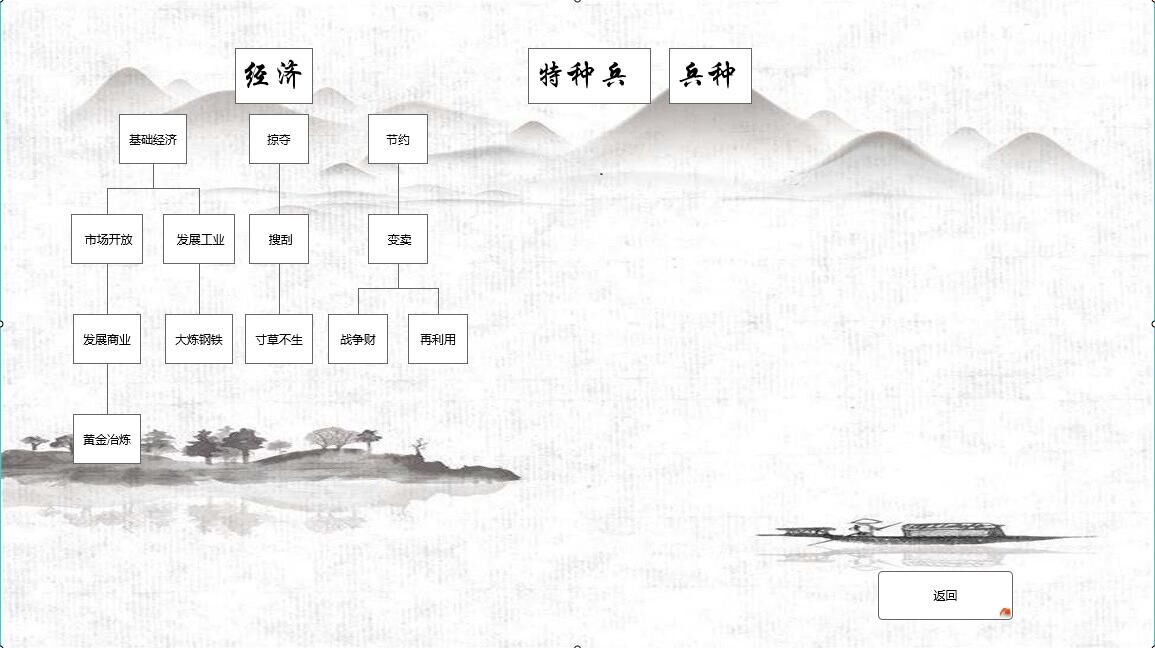 经济
特种兵
兵种
基础经济
掠夺
节约
市场开放
发展工业
搜刮
变卖
发展商业
大炼钢铁
寸草不生
战争财
再利用
黄金冶炼
返回